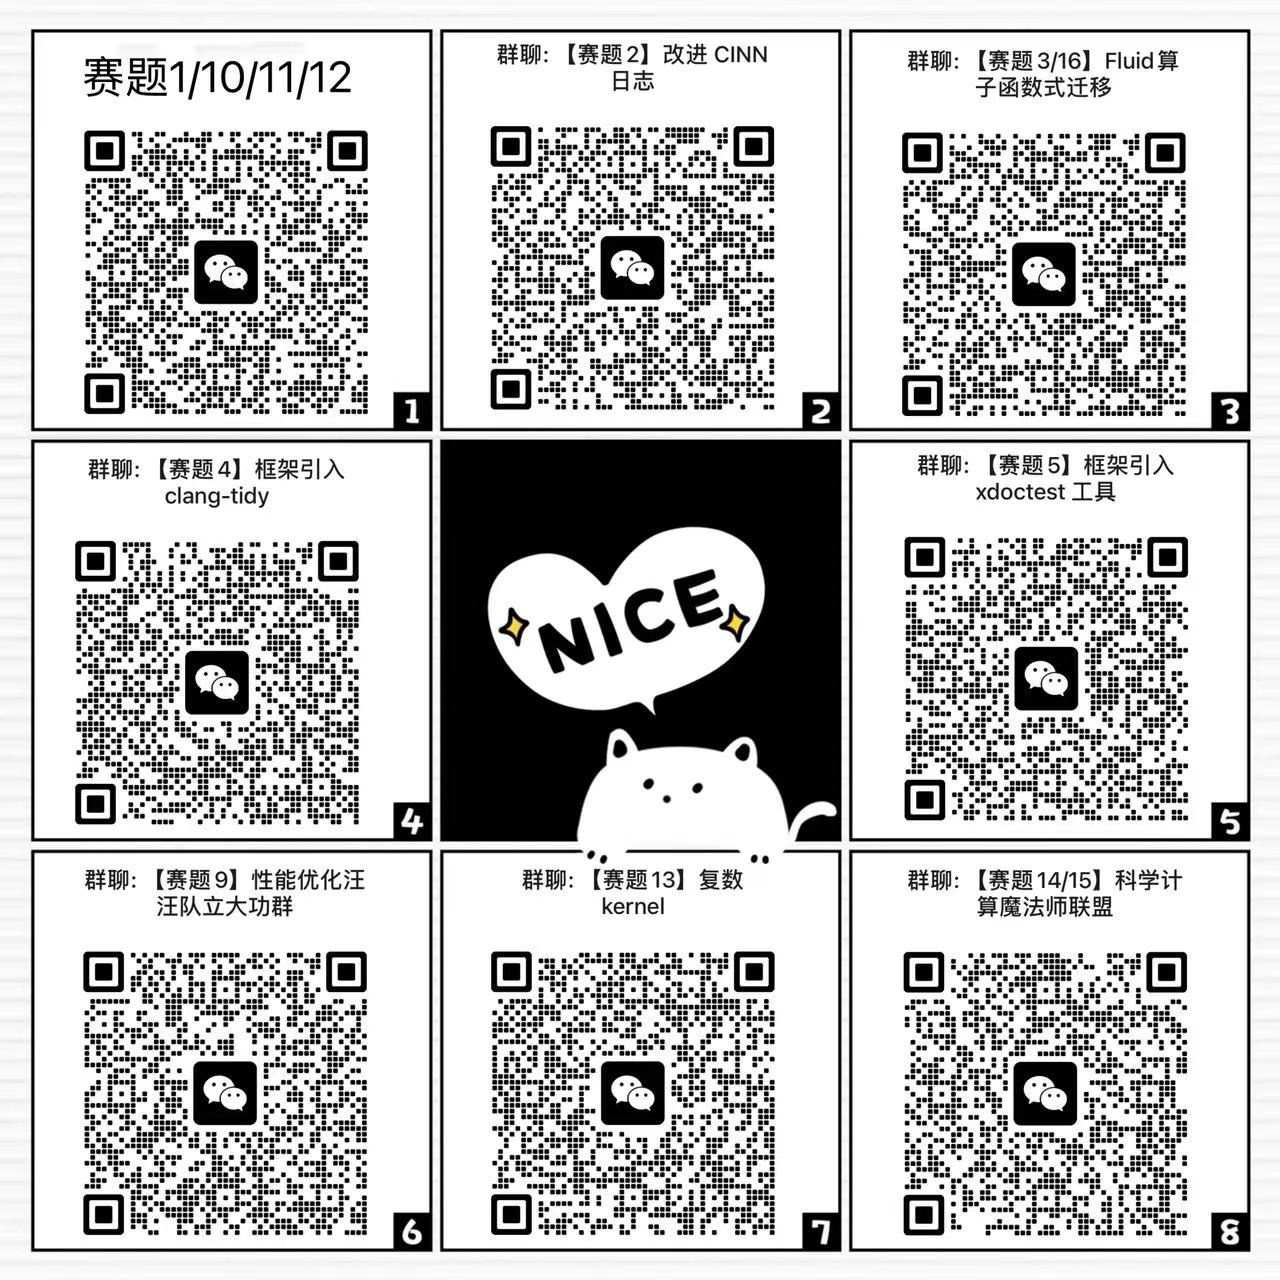 赛题1/10/11/12
1
群聊: 【赛题 2】改进 CINN
日志
2
群聊: 【赛题 3/16】Fluid 算
子函数式迁移
3
群聊: 【赛题 4】框架引入
clang-tidy
4
NICE
群聊: 【赛题 5】框架引入
xdoctest 工具
5
群聊: 【赛题 9】性能优化汪
汪队立大功群
6
群聊: 【赛题 13】复数
kernel
7
群聊: 【赛题 14/15】科学计
算魔法师联盟
8